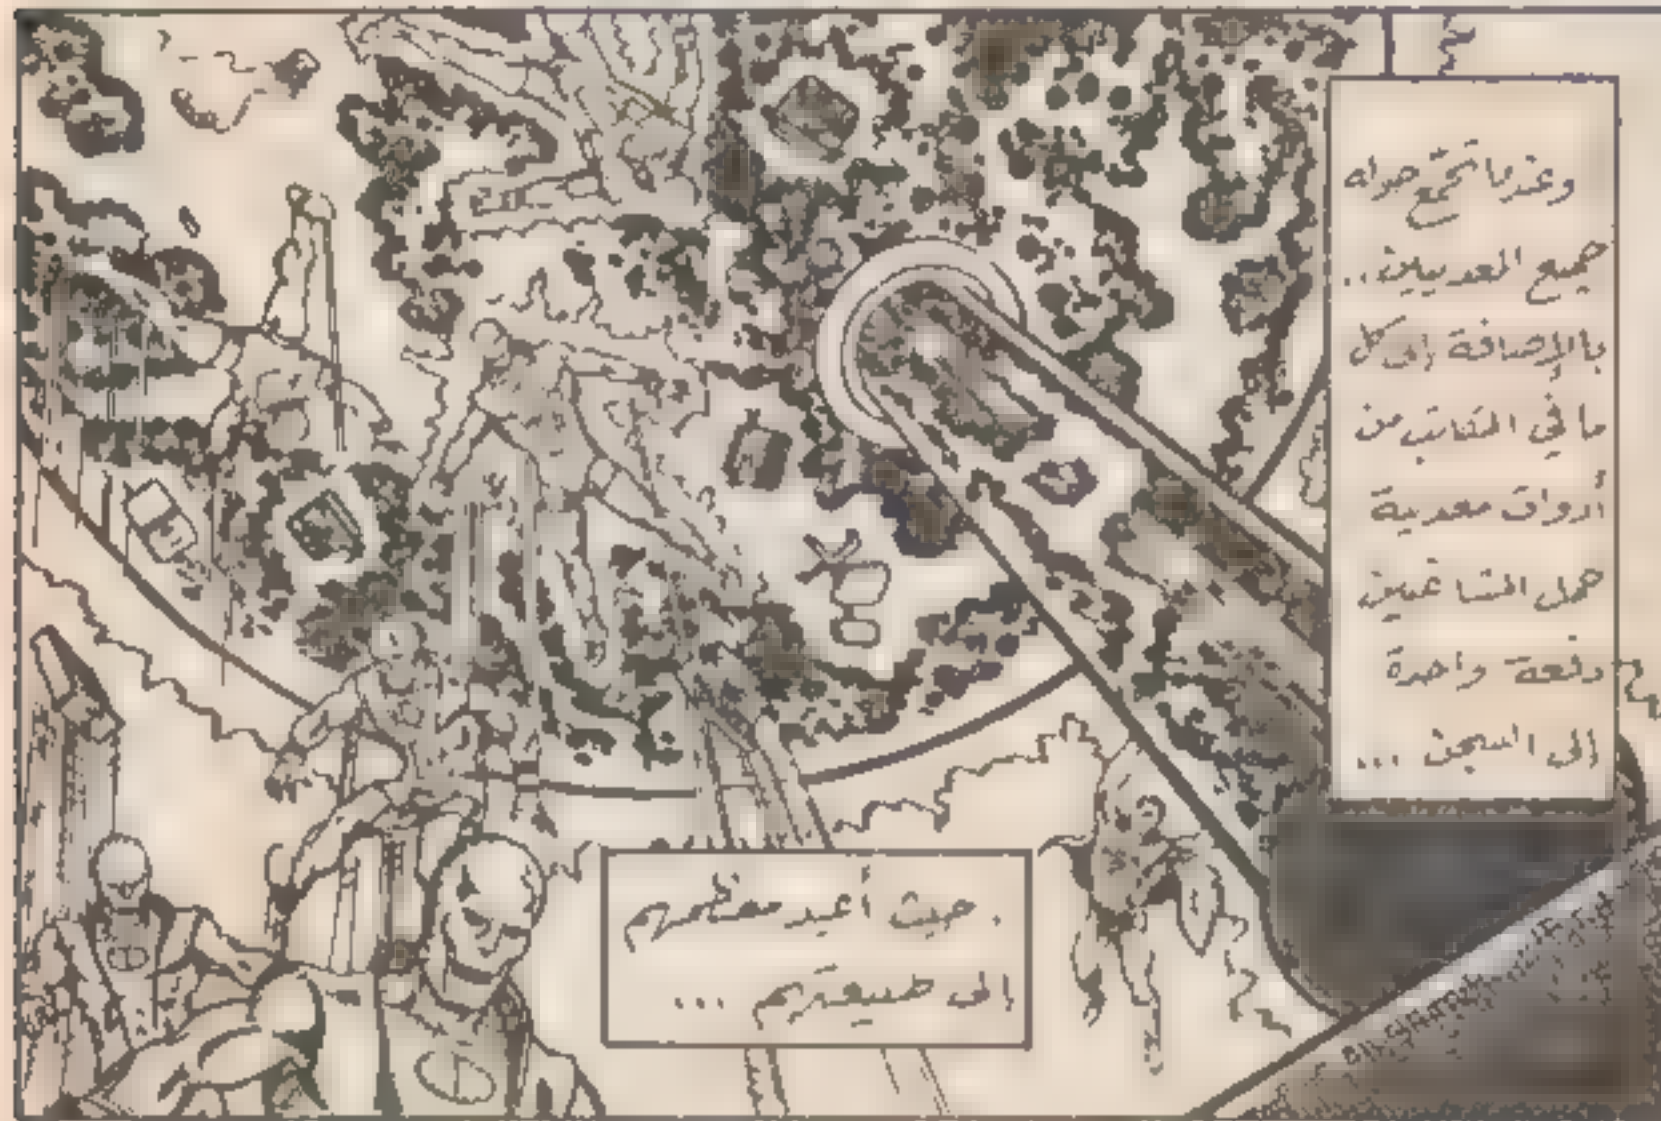 وعندما تجمع حوله
جميع المعدنيين..
بالإضافة إلى كل
ما في المكاتب من
أدوات معدنية
حمل المشاغبين
دفعة واحدة
إلى السجن ...
. حيث أعيد معظمهم
إلى طبيعتهم ...